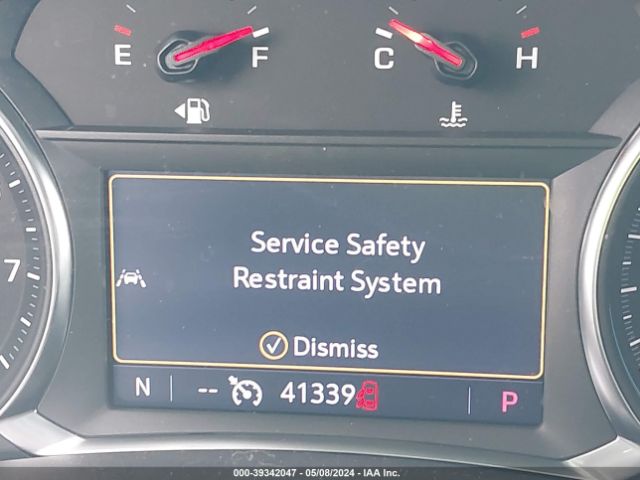 E F C H
7
Service Safety
Restraint System
Dismiss
N -- 41339 P
000-39342047 - 05/08/2024 - IAA Inc.